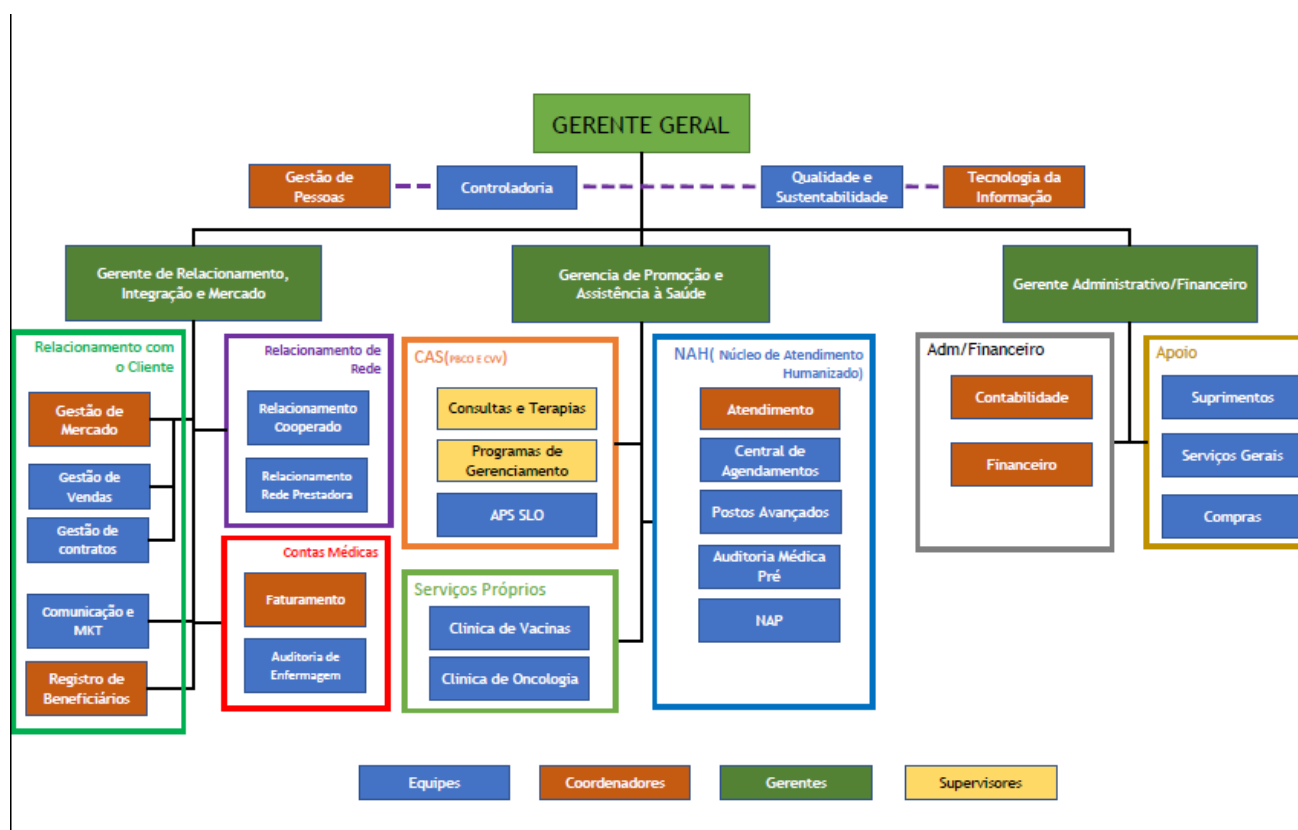 GERENTE GERAL
Gestão de
Pessoas
Controladoria
Qualidade e
Sustentabilidade
Tecnologia da
Informação
Gerente de Relacionamento,
Integração e Mercado
Gerencia de Promoção e
Assistência à Saúde
Gerente Administrativo/Financeiro
Relacionamento com
o Cliente
Gestão de
Mercado
Gestão de
Vendas
Gestão de
contratos
Comunicação e
MKT
Registro de
Beneficiários
Relacionamento de
Rede
Relacionamento
Cooperado
Relacionamento
Rede Prestadora
Contas Médicas
Faturamento
Auditoria de
Enfermagem
CAS(PBCO E CVV)
Consultas e Terapias
Programas de
Gerenciamento
APS SLO
Serviços Próprios
Clínica de Vacinas
Clinica de Oncologia
NAH( Núcleo de Atendimento
Humanizado)
Atendimento
Central de
Agendamentos
Postos Avançados
Auditoria Médica
Pré
NAP
Adm/Financeiro
Contabilidade
Financeiro
Apoio
Suprimentos
Serviços Gerais
Compras
Equipes
Coordenadores
Gerentes
Supervisores